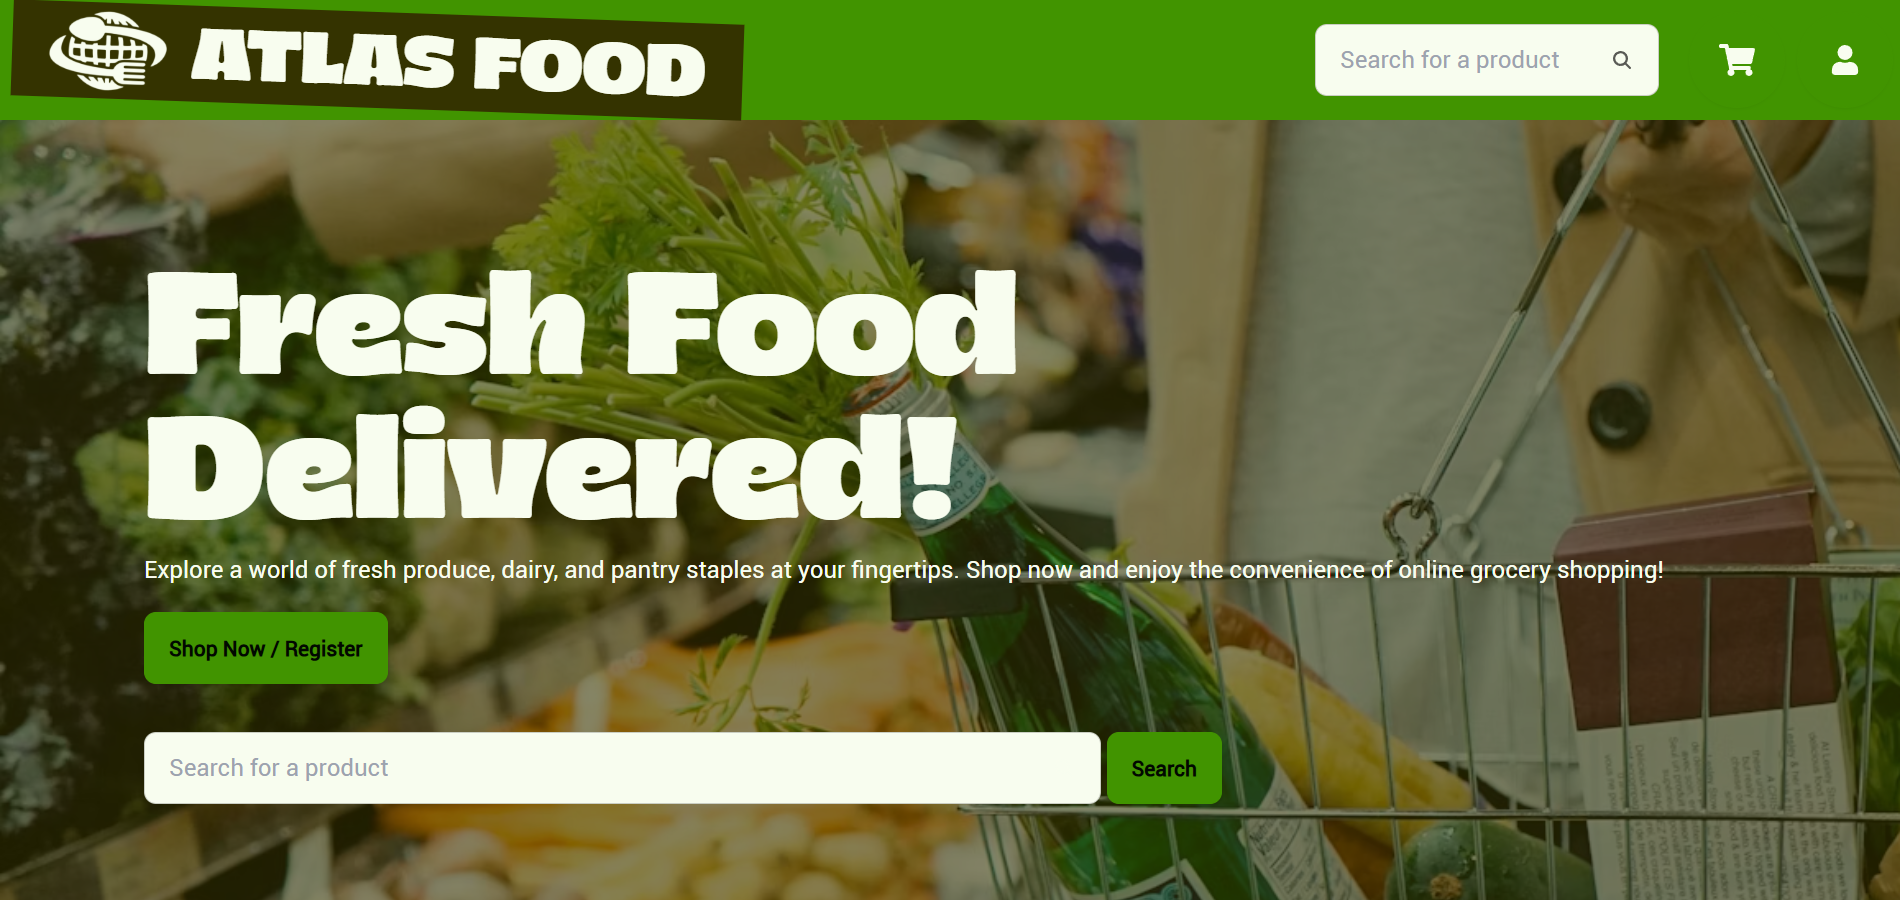 ATLAS FOOD
Search for a product
Fresh Food
Delivered!
Explore a world of fresh produce, dairy, and pantry staples at your fingertips. Shop now and enjoy the convenience of online grocery shopping!
Shop Now / Register
Search for a product
Search